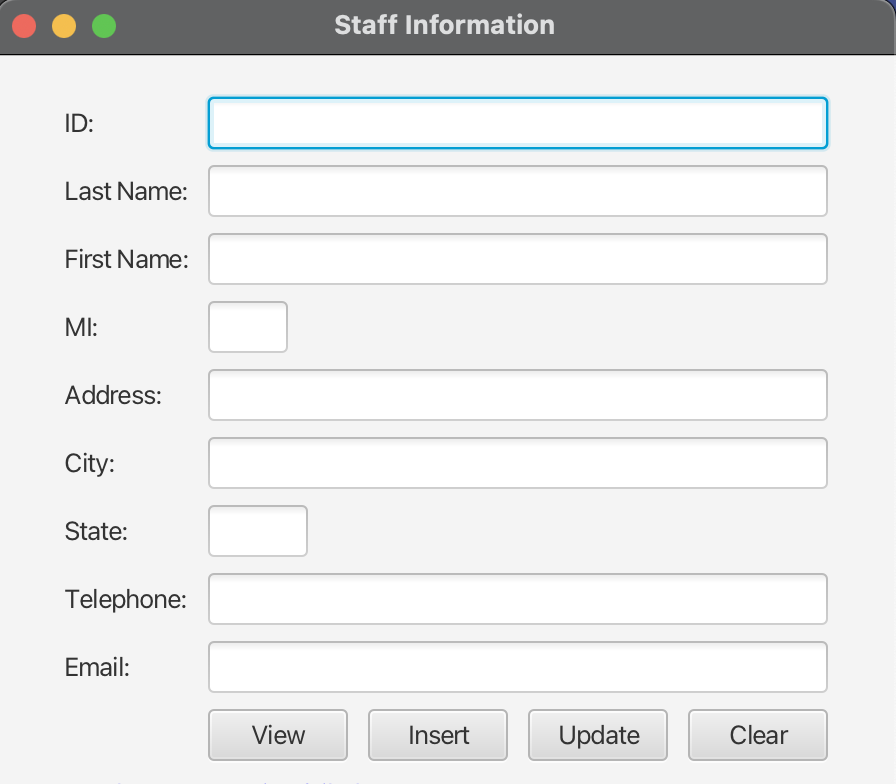 Staff Information
ID:
Last Name:
First Name:
MI:
Address:
City:
State:
Telephone:
Email:
View Insert Update Clear